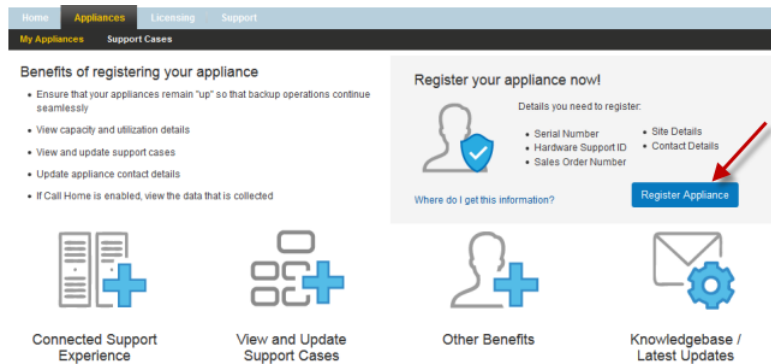 Home Appliances Licensing Support
My Appliances Support Cases
Benefits of registering your appliance
• Ensure that your appliances remain "up" so that backup operations continue
seamlessly
• View capacity and utilization details
• View and update support cases
• Update appliance contact details
• If Call Home is enabled, view the data that is collected
Register your appliance now!
Details you need to register:
• Serial Number
• Hardware Support ID
• Sales Order Number
• Site Details
• Contact Details
Where do I get this information?
Register Appliance
Connected Support
Experience
View and Update
Support Cases
Other Benefits
Knowledgebase /
Latest Updates